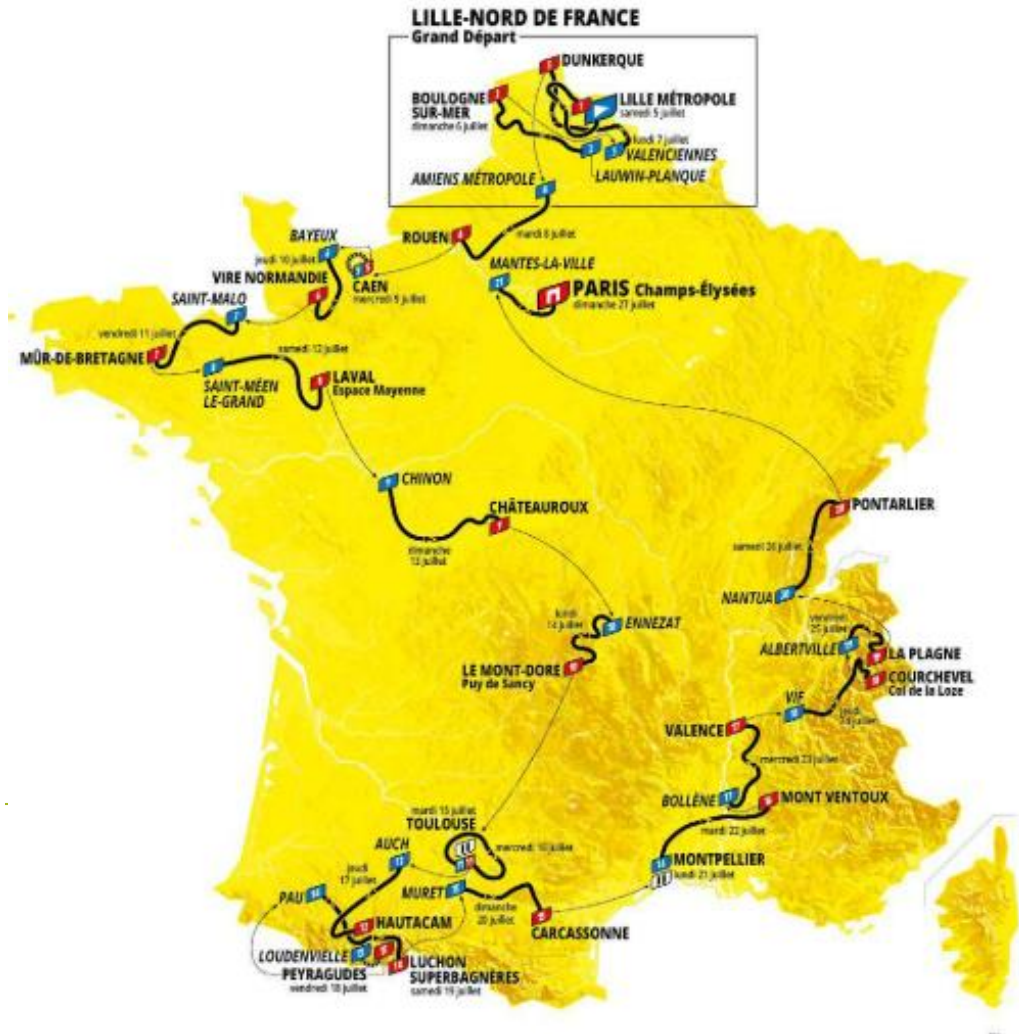 LILLE-NORD DE FRANCE
Grand Départ
DUNKERQUE
BOULOGNE
SUR-MER
dimanche 6 juillet
LILLE MÉTROPOLE
samedi 5 juillet
lundi 7 juillet
VALENCIENNES
LAUWIN-PLANQUE
AMIENS MÉTROPOLE
mardi 8 juillet
ROUEN
BAYEUX
jeudi 10 juillet
VIRE NORMANDIE
CAEN
mercredi 9 juillet
MANTES-LA-VILLE
PARIS Champs-Élysées
dimanche 27 juillet
SAINT-MALO
vendredi 11 juillet
MÛR-DE-BRETAGNE
samedi 12 juillet
SAINT-MÉEN
LE-GRAND
LAVAL
Espace Mayenne
CHINON
CHÂTEAUROUX
dimanche
13 juillet
PONTARLIER
samedi 26 juillet
NANTUA
lundi
14 juillet
ENNEZAT
LE MONT-DORE
Puy de Sancy
vendredi
25 juillet
ALBERTVILLE
LA PLAGNE
COURCHEVEL
Col de la Loze
VIF
jeudi
24 juillet
VALENCE
mercredi 23 juillet
BOLLÈNE
MONT VENTOUX
mardi 22 juillet
MONTPELLIER
lundi 21 juillet
mardi 15 juillet
TOULOUSE
mercredi 16 juillet
AUCH
jeudi
17 juillet
PAU
MURET
dimanche
20 juillet
CARCASSONNE
HAUTACAM
LOUDENVIELLE
PEYRAGUDES
vendredi 18 juillet
LUCHON
SUPERBAGNÈRES
samedi 19 juillet